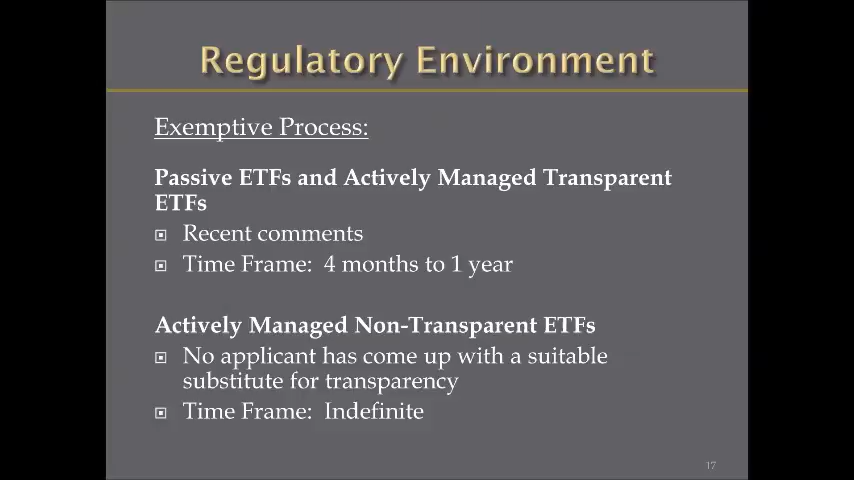 Regulatory Environment
Exemptive Process:
Passive ETFs and Actively Managed Transparent
ETFs
Recent comments
Time Frame: 4 months to 1 year
Actively Managed Non-Transparent ETFs
No applicant has come up with a suitable
substitute for transparency
Time Frame: Indefinite
17